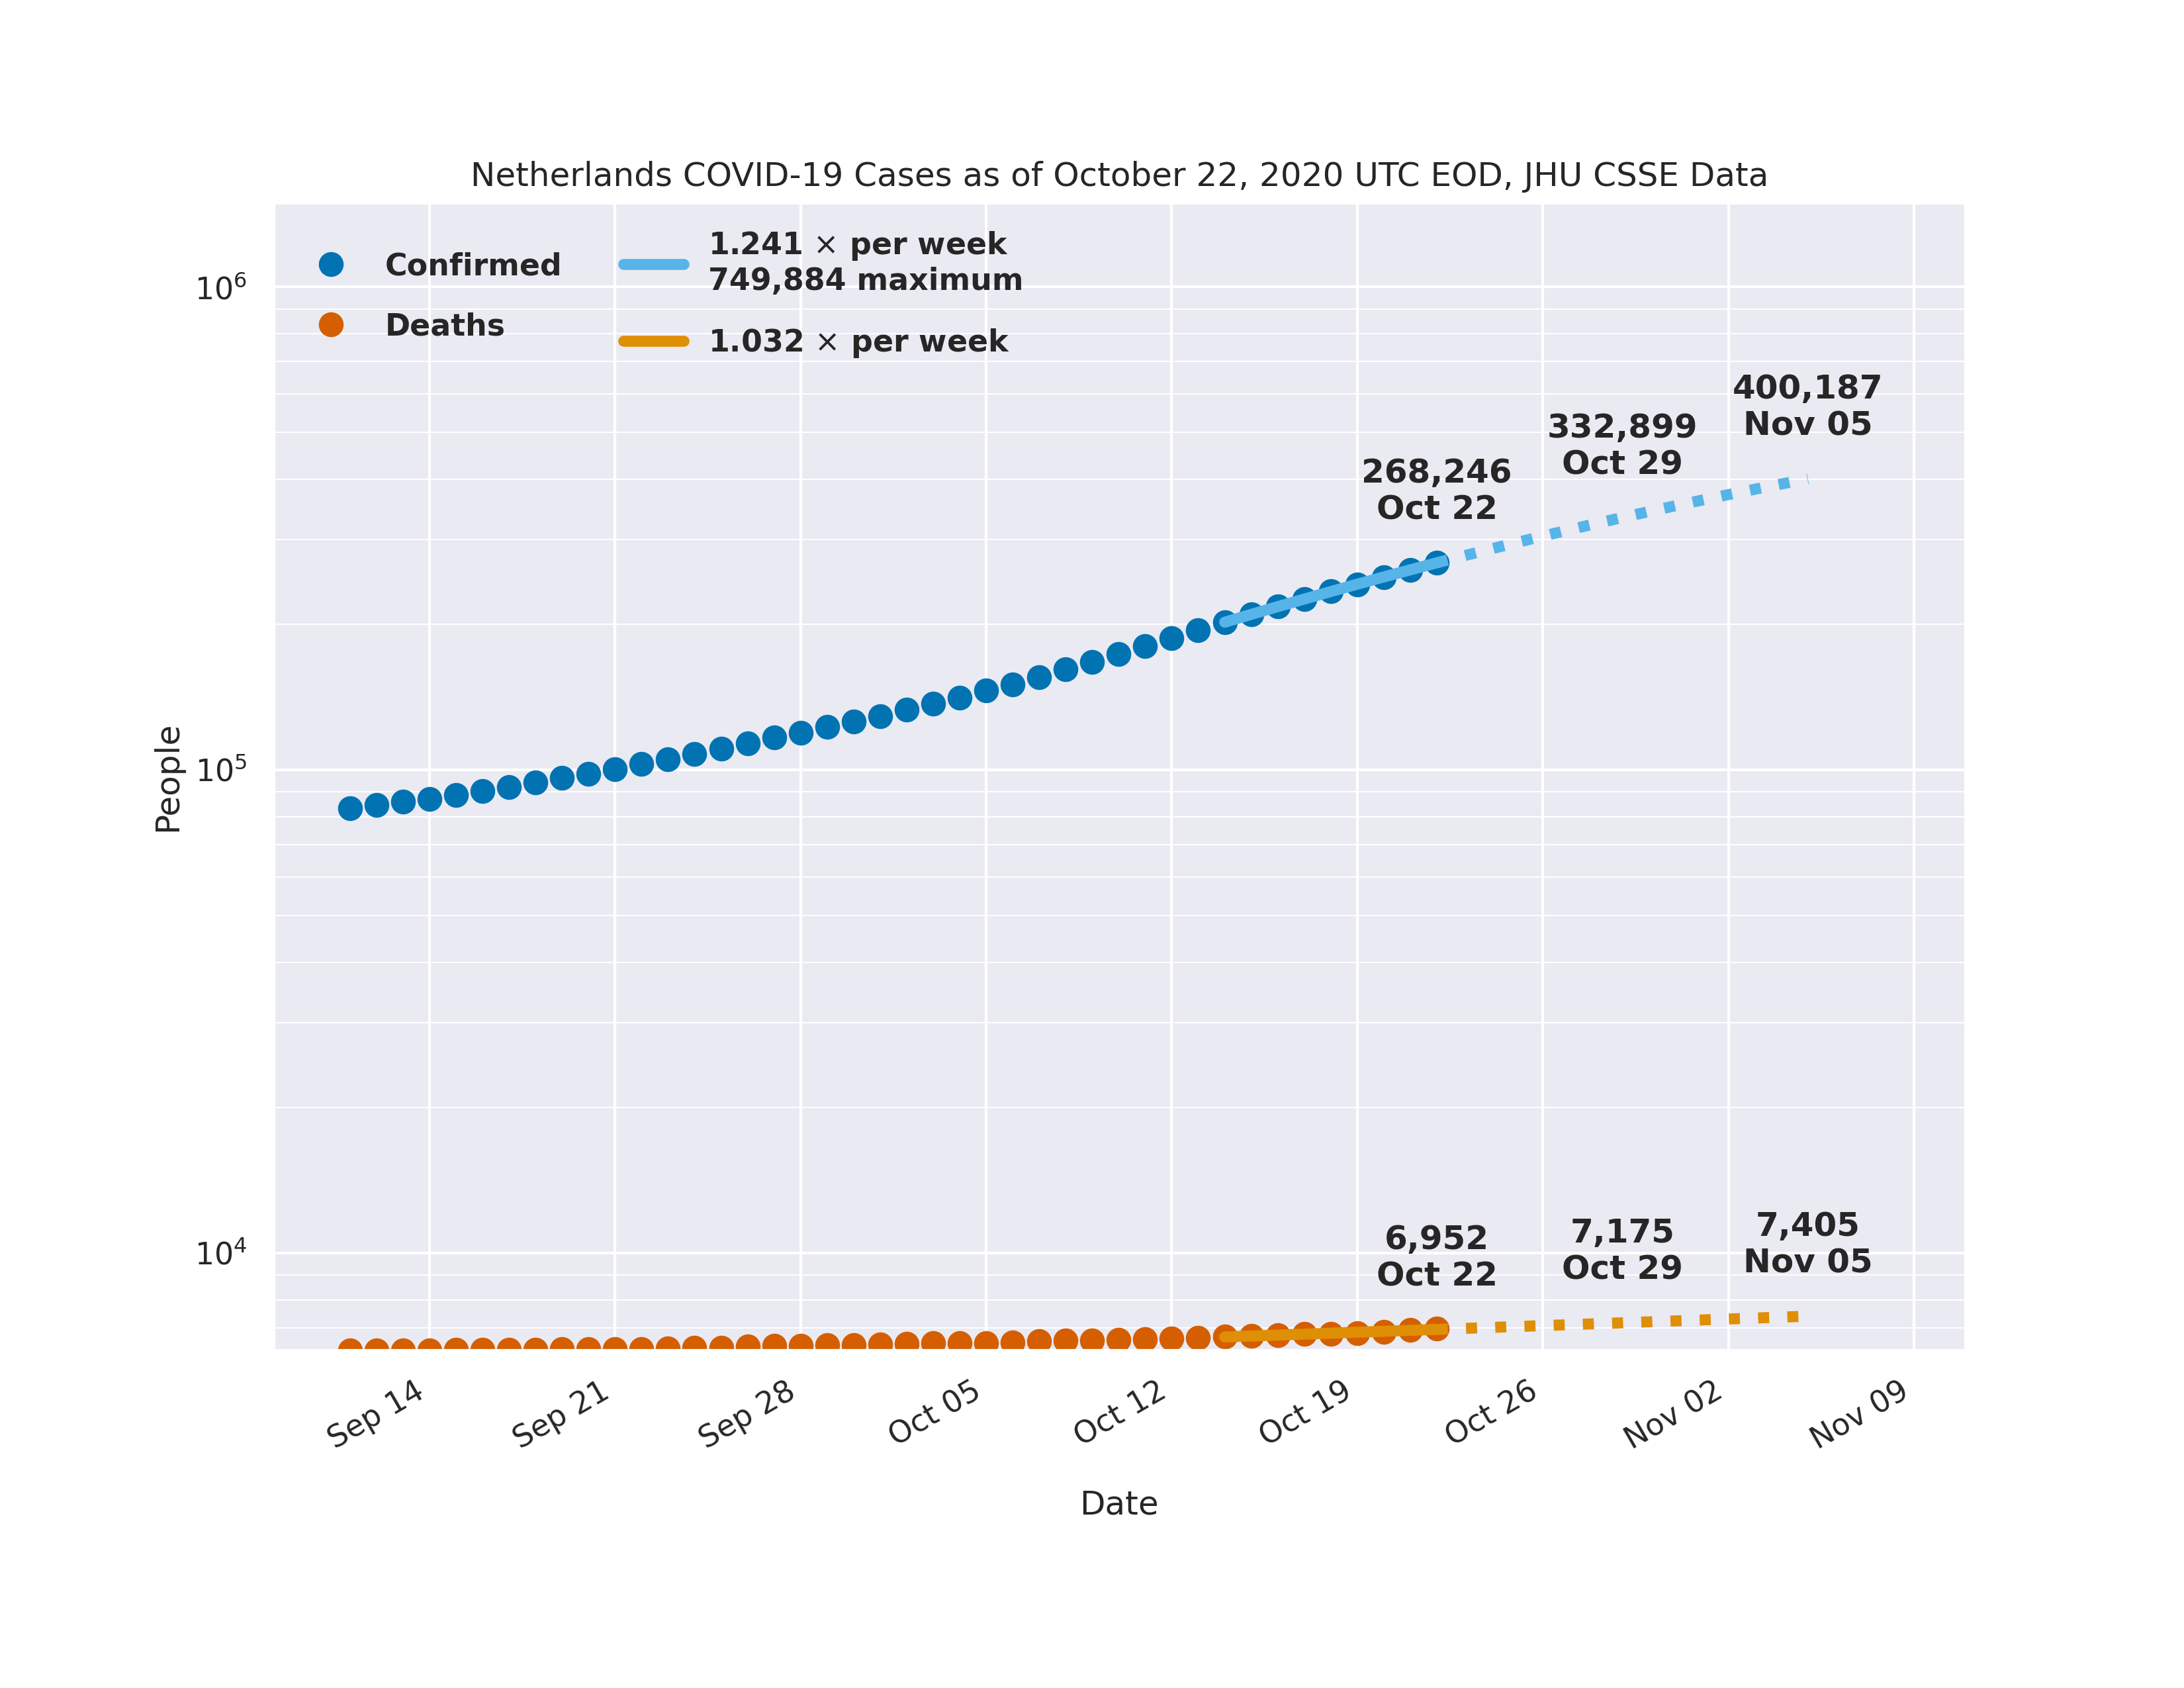 Netherlands COVID-19 Cases as of October 22, 2020 UTC EOD, JHU CSSE Data
Confirmed
Deaths
1.241 × per week
749,884 maximum
1.032 × per week
400,187
Nov 05
332,899
Oct 29
268,246
Oct 22
6,952
Oct 22
7,175
Oct 29
7,405
Nov 05
People
10⁶
10⁵
10⁴
Sep 14
Sep 21
Sep 28
Oct 05
Oct 12
Oct 19
Oct 26
Nov 02
Nov 09
Date